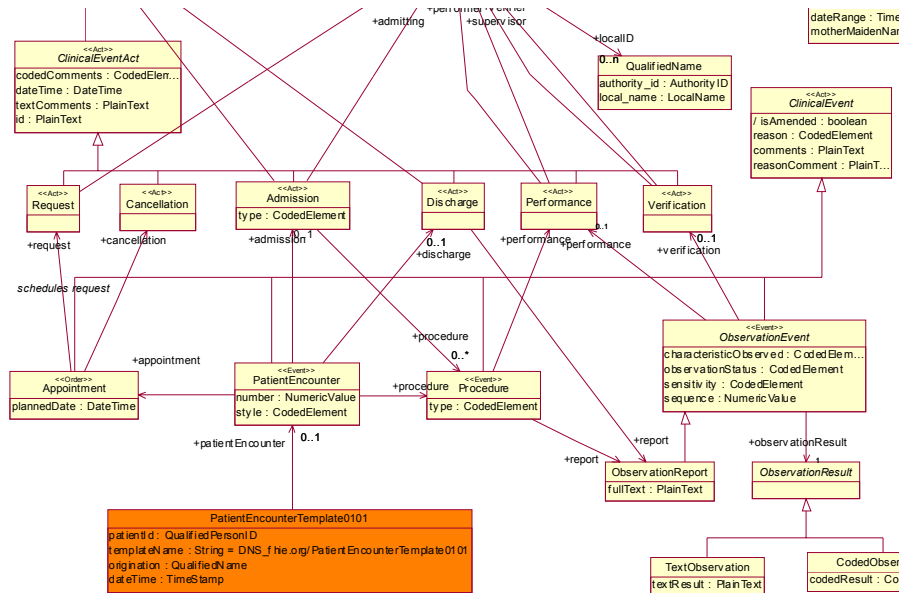 +admitting
+supervisor
dateRange : Time
motherMaidenNa
+localID
0..n
<<Act>>
ClinicalEventAct
codedComments : CodedElem...
dateTime : DateTime
textComments : PlainText
id : PlainText
QualifiedName
authority_id : AuthorityID
local_name : LocalName
<<Act>>
ClinicalEvent
/ isAmended : boolean
reason : CodedElement
comments : PlainText
reasonComment : PlainT...
<<Act>>
Request
<<Act>>
Cancellation
<<Act>>
Admission
type : CodedElement
<<Act>>
Discharge
<<Act>>
Performance
<<Act>>
Verification
+request
+cancellation
+admission
0..1
0..1
+discharge
+performance
0..1
+performance
0..1
+verification
schedules request
+appointment
+procedure
0..*
<<Event>>
ObservationEvent
characteristicObserved : CodedElem...
observationStatus : CodedElement
sensitivity : CodedElement
sequence : NumericValue
<<Order>>
Appointment
plannedDate : DateTime
<<Event>>
PatientEncounter
number : NumericValue
style : CodedElement
+procedure
<<Event>>
Procedure
type : CodedElement
+patientEncounter
0..1
+report
+report
+observationResult
1
ObservationReport
fullText : PlainText
ObservationResult
PatientEncounterTemplate0101
patientId : QualifiedPersonID
templateName : String = DNS_fhie.org/PatientEncounterTemplate0101
origination : QualifiedName
dateTime : TimeStamp
TextObservation
textResult : PlainText
CodedObser
codedResult : Co